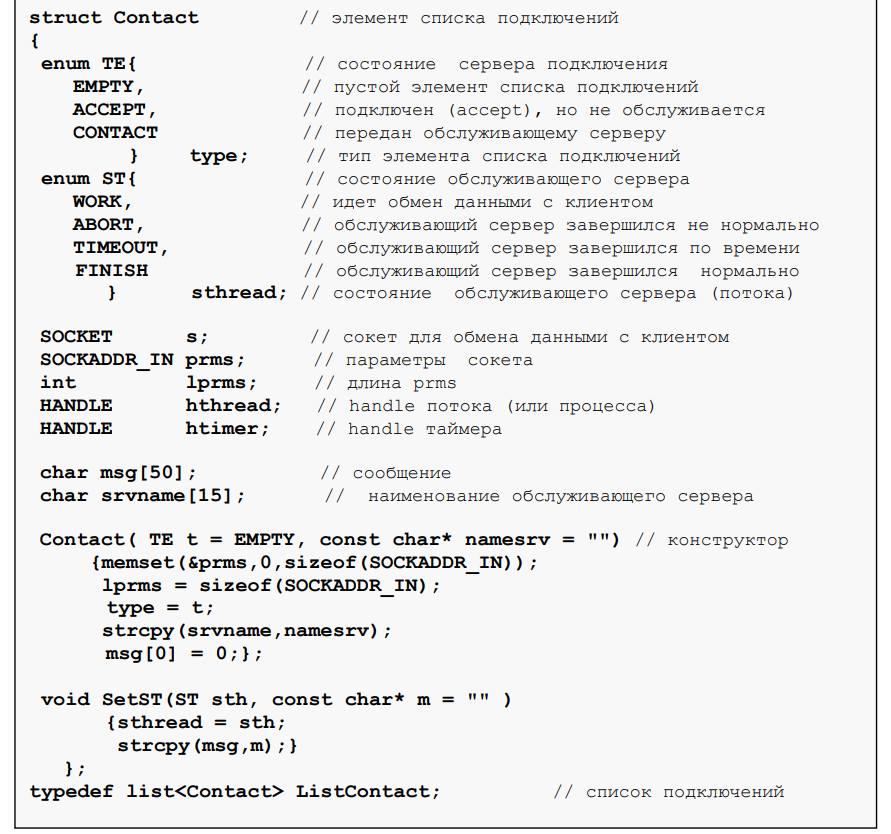 struct Contact // элемент списка подключений
{
enum TE{ // состояние сервера подключения
EMPTY, // пустой элемент списка подключений
ACCEPT, // подключен (accept), но не обслуживается
CONTACT // передан обслуживающему серверу
} type; // тип элемента списка подключений
enum ST{ // состояние обслуживающего сервера
WORK, // идет обмен данными с клиентом
ABORT, // обслуживающий сервер завершился не нормально
TIMEOUT, // обслуживающий сервер завершился по времени
FINISH // обслуживающий сервер завершился нормально
} sthread; // состояние обслуживающего сервера (потока)
SOCKET s; // сокет для обмена данными с клиентом
SOCKADDR_IN prms; // параметры сокета
int lprms; // длина prms
HANDLE hthread; // handle потока (или процесса)
HANDLE htimer; // handle таймера
char msg[50]; // сообщение
char srvname[15]; // наименование обслуживающего сервера
Contact( TE t = EMPTY, const char* namesrv = "") // конструктор
{memset(&prms,0,sizeof(SOCKADDR_IN));
lprms = sizeof(SOCKADDR_IN);
type = t;
strcpy(srvname,namesrv);
msg[0] = 0;};
void SetST(ST sth, const char* m = "" )
{sthread = sth;
strcpy(msg,m);}
};
typedef list<Contact> ListContact; // список подключений